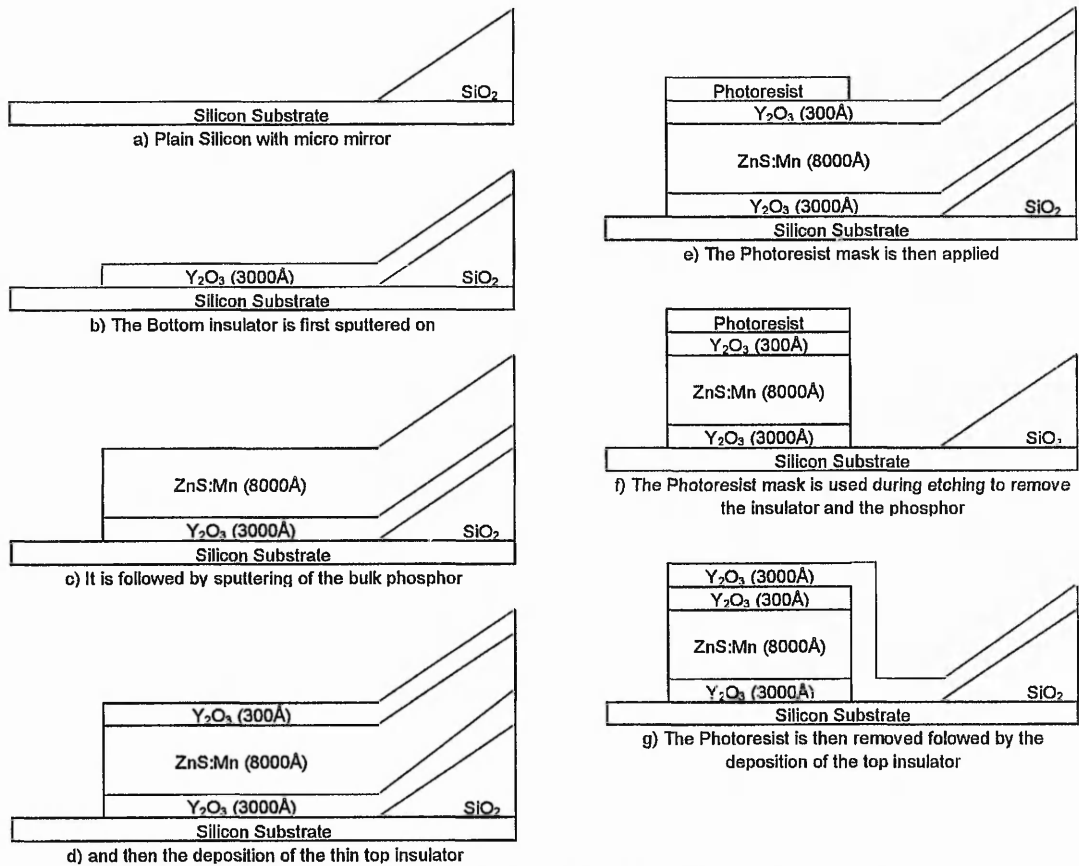 SiO₂
Silicon Substrate
a) Plain Silicon with micro mirror
Y₂O₃ (3000Å)
SiO₂
Silicon Substrate
b) The Bottom insulator is first sputtered on
ZnS:Mn (8000Å)
Y₂O₃ (3000Å)
SiO₂
Silicon Substrate
c) It is followed by sputtering of the bulk phosphor
Y₂O₃ (300Å)
ZnS:Mn (8000Å)
Y₂O₃ (3000Å)
SiO₂
Silicon Substrate
d) and then the deposition of the thin top insulator
Photoresist
Y₂O₃ (300Å)
ZnS:Mn (8000Å)
Y₂O₃ (3000Å)
SiO₂
Silicon Substrate
e) The Photoresist mask is then applied
Photoresist
Y₂O₃ (300Å)
ZnS:Mn (8000Å)
Y₂O₃ (3000Å)
SiO₂
Silicon Substrate
f) The Photoresist mask is used during etching to remove
the insulator and the phosphor
Y₂O₃ (3000Å)
Y₂O₃ (300Å)
ZnS:Mn (8000Å)
Y₂O₃ (3000Å)
SiO₂
Silicon Substrate
g) The Photoresist is then removed followed by the
deposition of the top insulator